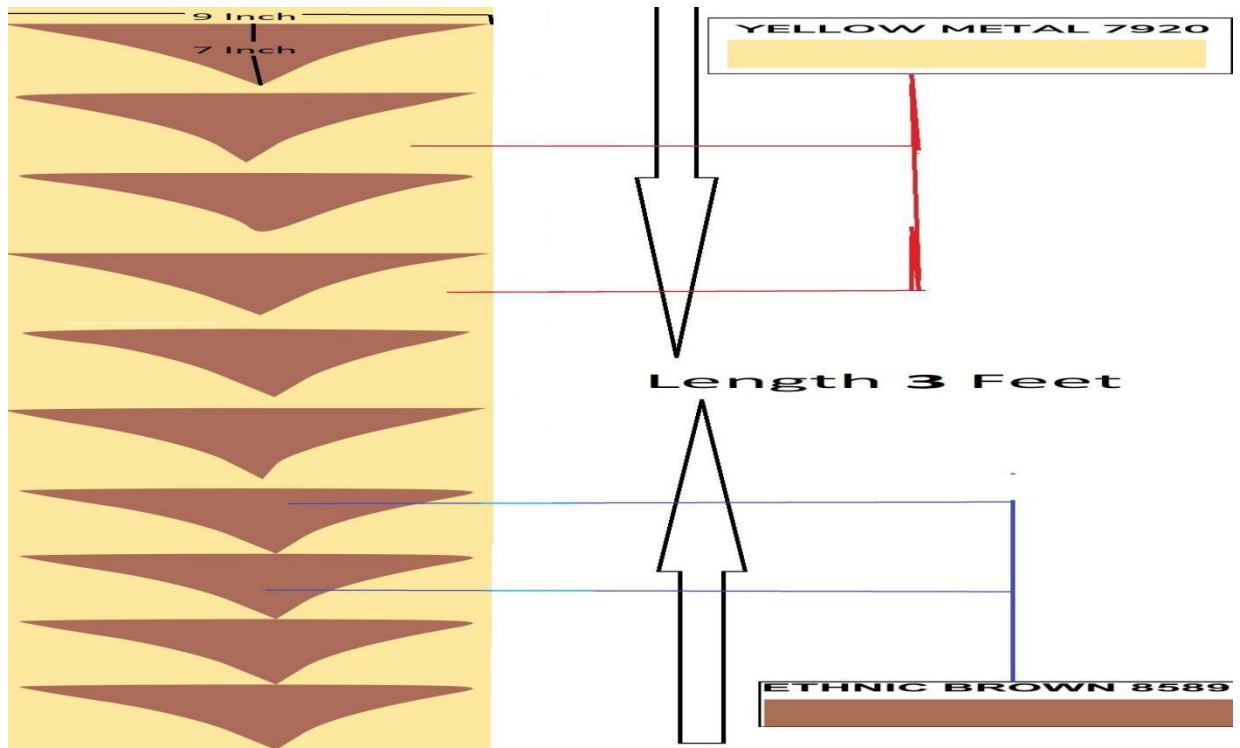 9 Inch
7 Inch
YELLOW METAL 7920
Length 3 Feet
ETHNIC BROWN 8589